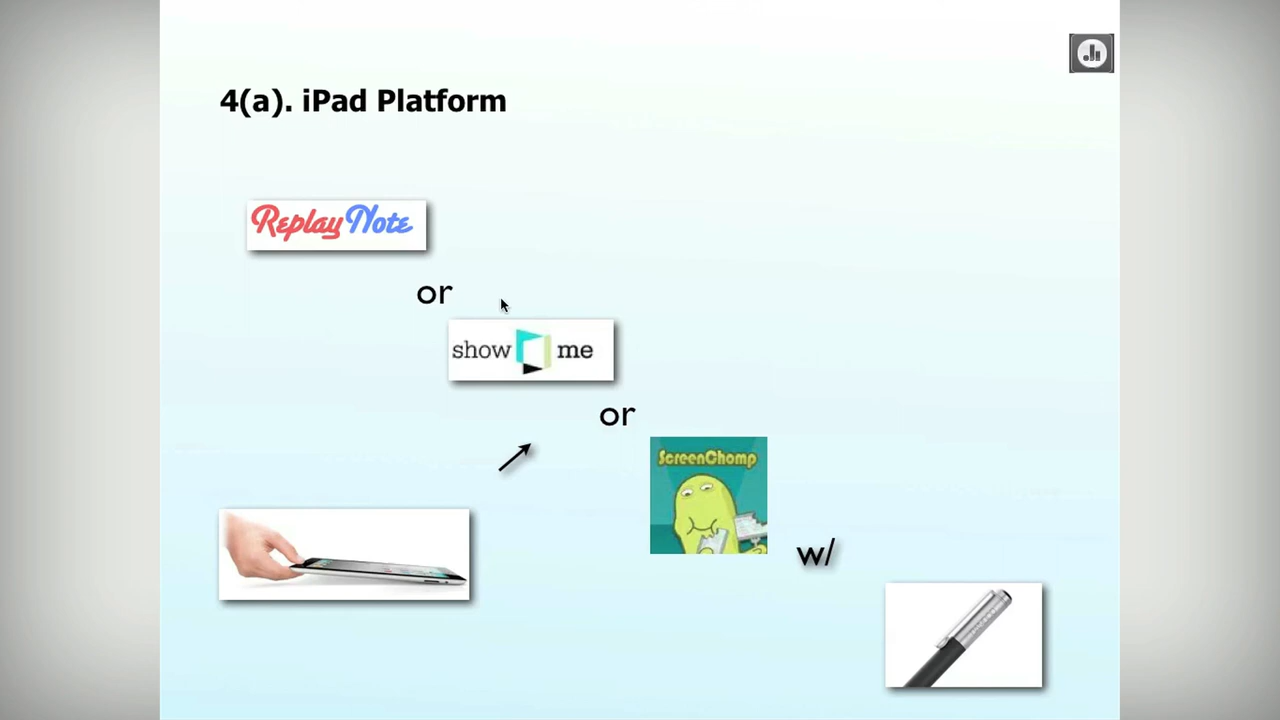 4(a). iPad Platform
ReplayNote
or
show me
or
ScreenChomp
w/